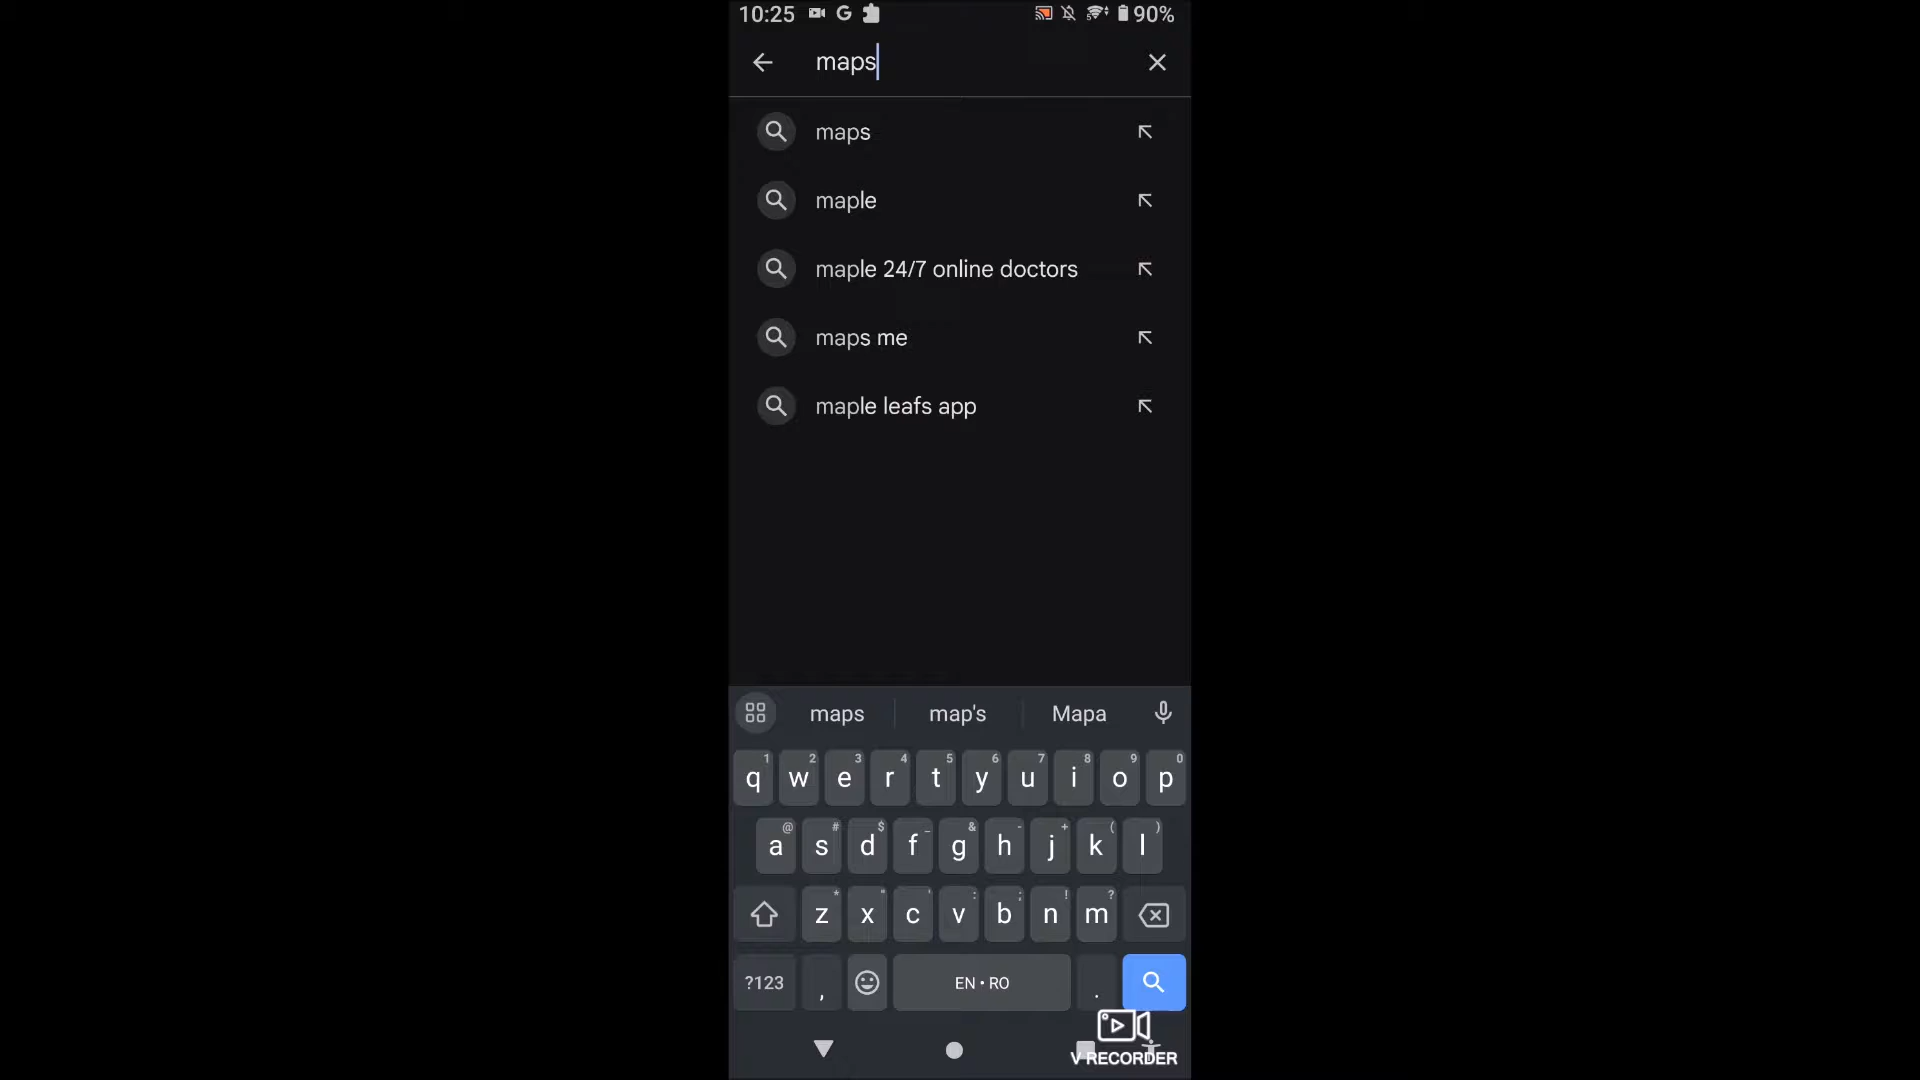 10:25 G 90%
maps
maps
maple
maple 24/7 online doctors
maps me
maple leafs app
maps map's Mapa
1 2 3 4 5 6 7 8 9 0
q w e r t y u i o p
@ # $ _ & - + ( )
a s d f g h j k l
* " ' : ; ! ?
z x c v b n m
?123 , EN • RO .
V RECORDER